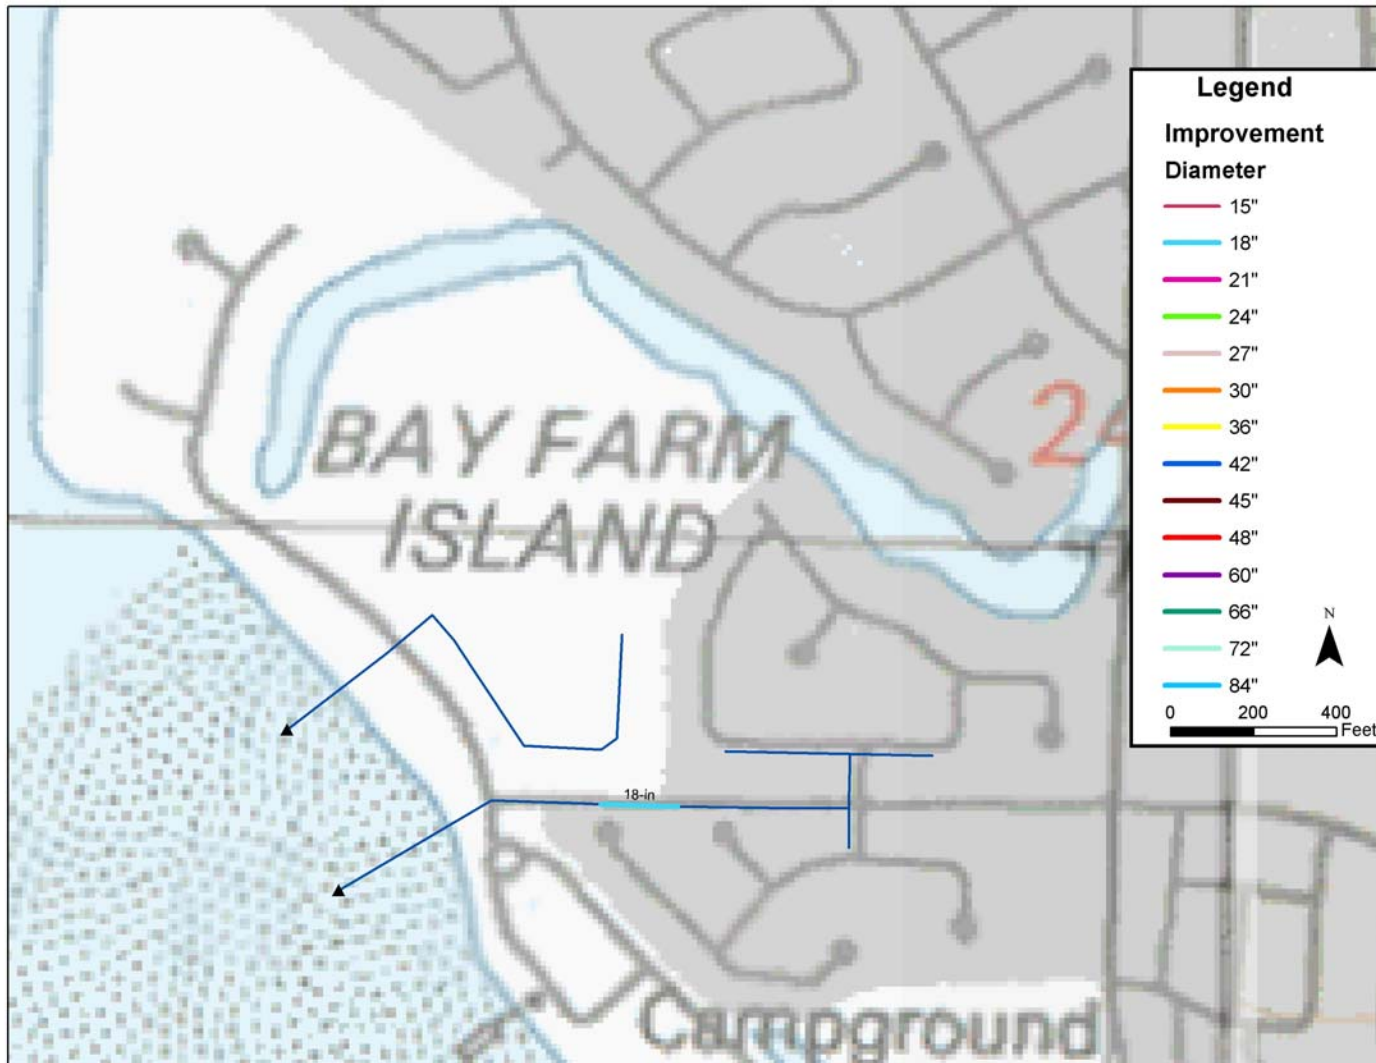 Legend
Improvement
Diameter
15"
18"
21"
24"
27"
30"
36"
42"
45"
48"
60"
66"
72"
84"
N
0 200 400
Feet
24
BAY FARM
ISLAND
18-in
Campground